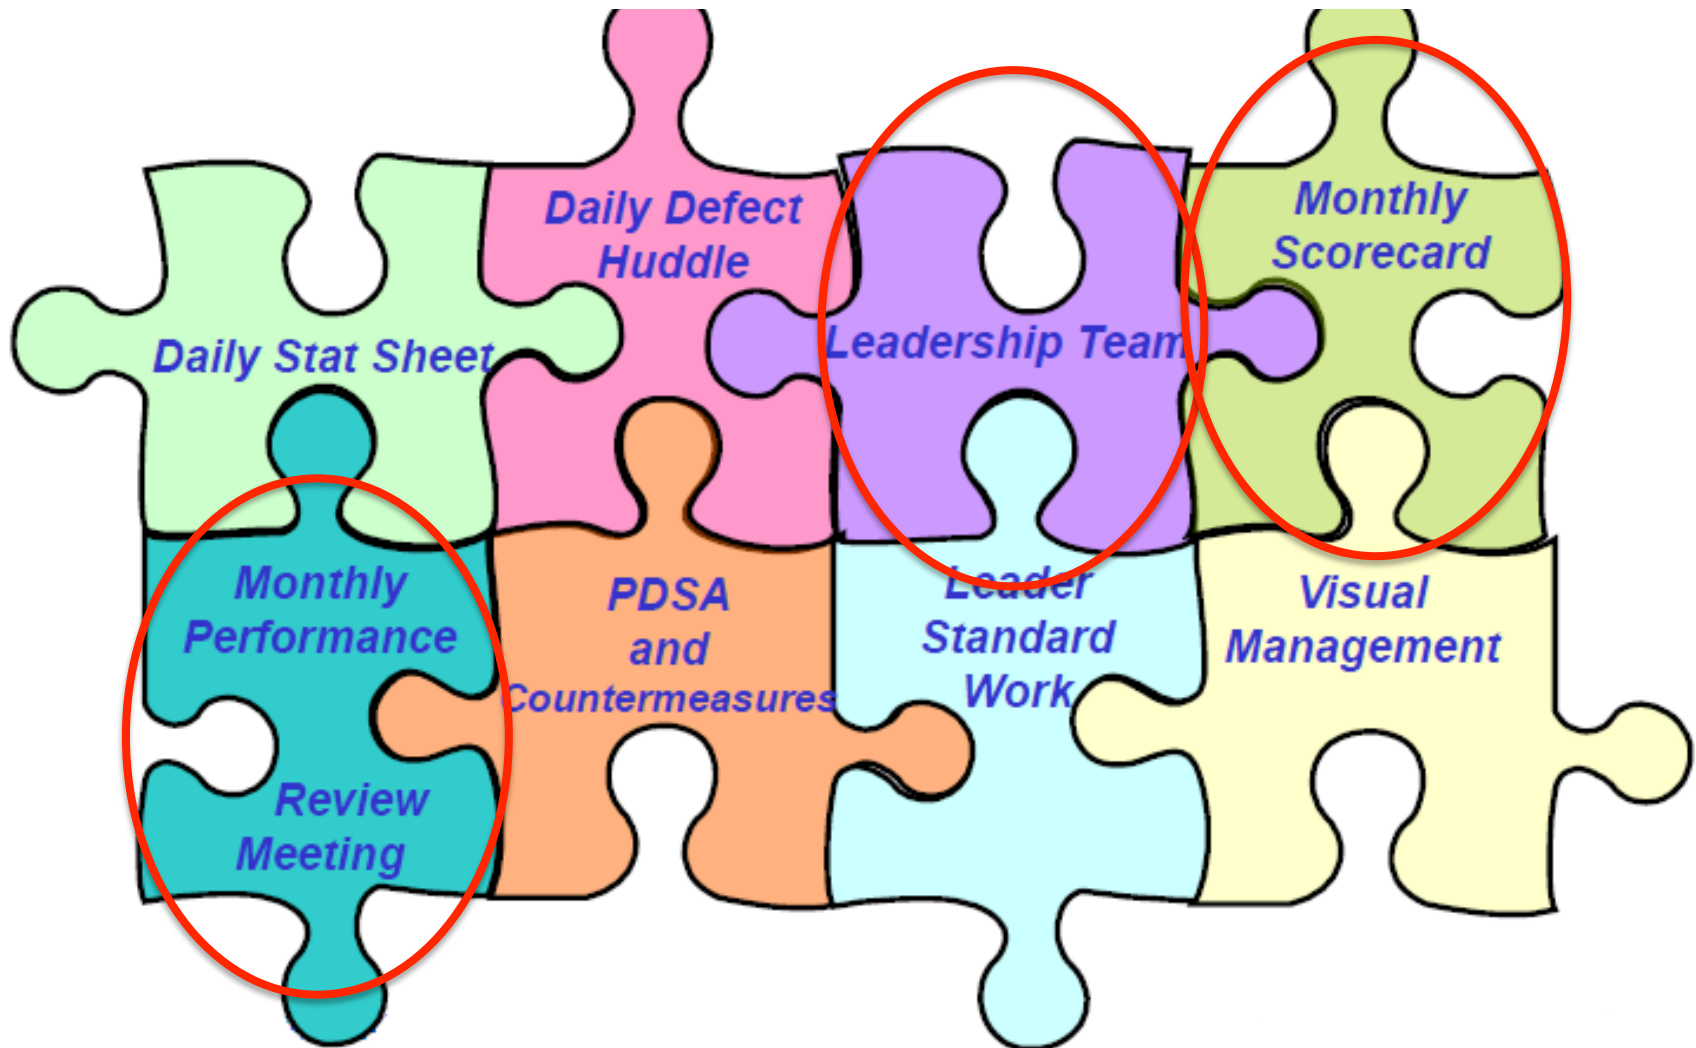 Daily Stat Sheet
Daily Defect
Huddle
Leadership Team
Monthly
Scorecard
Monthly
Performance
Review
Meeting
PDSA
and
Countermeasures
Leader
Standard
Work
Visual
Management